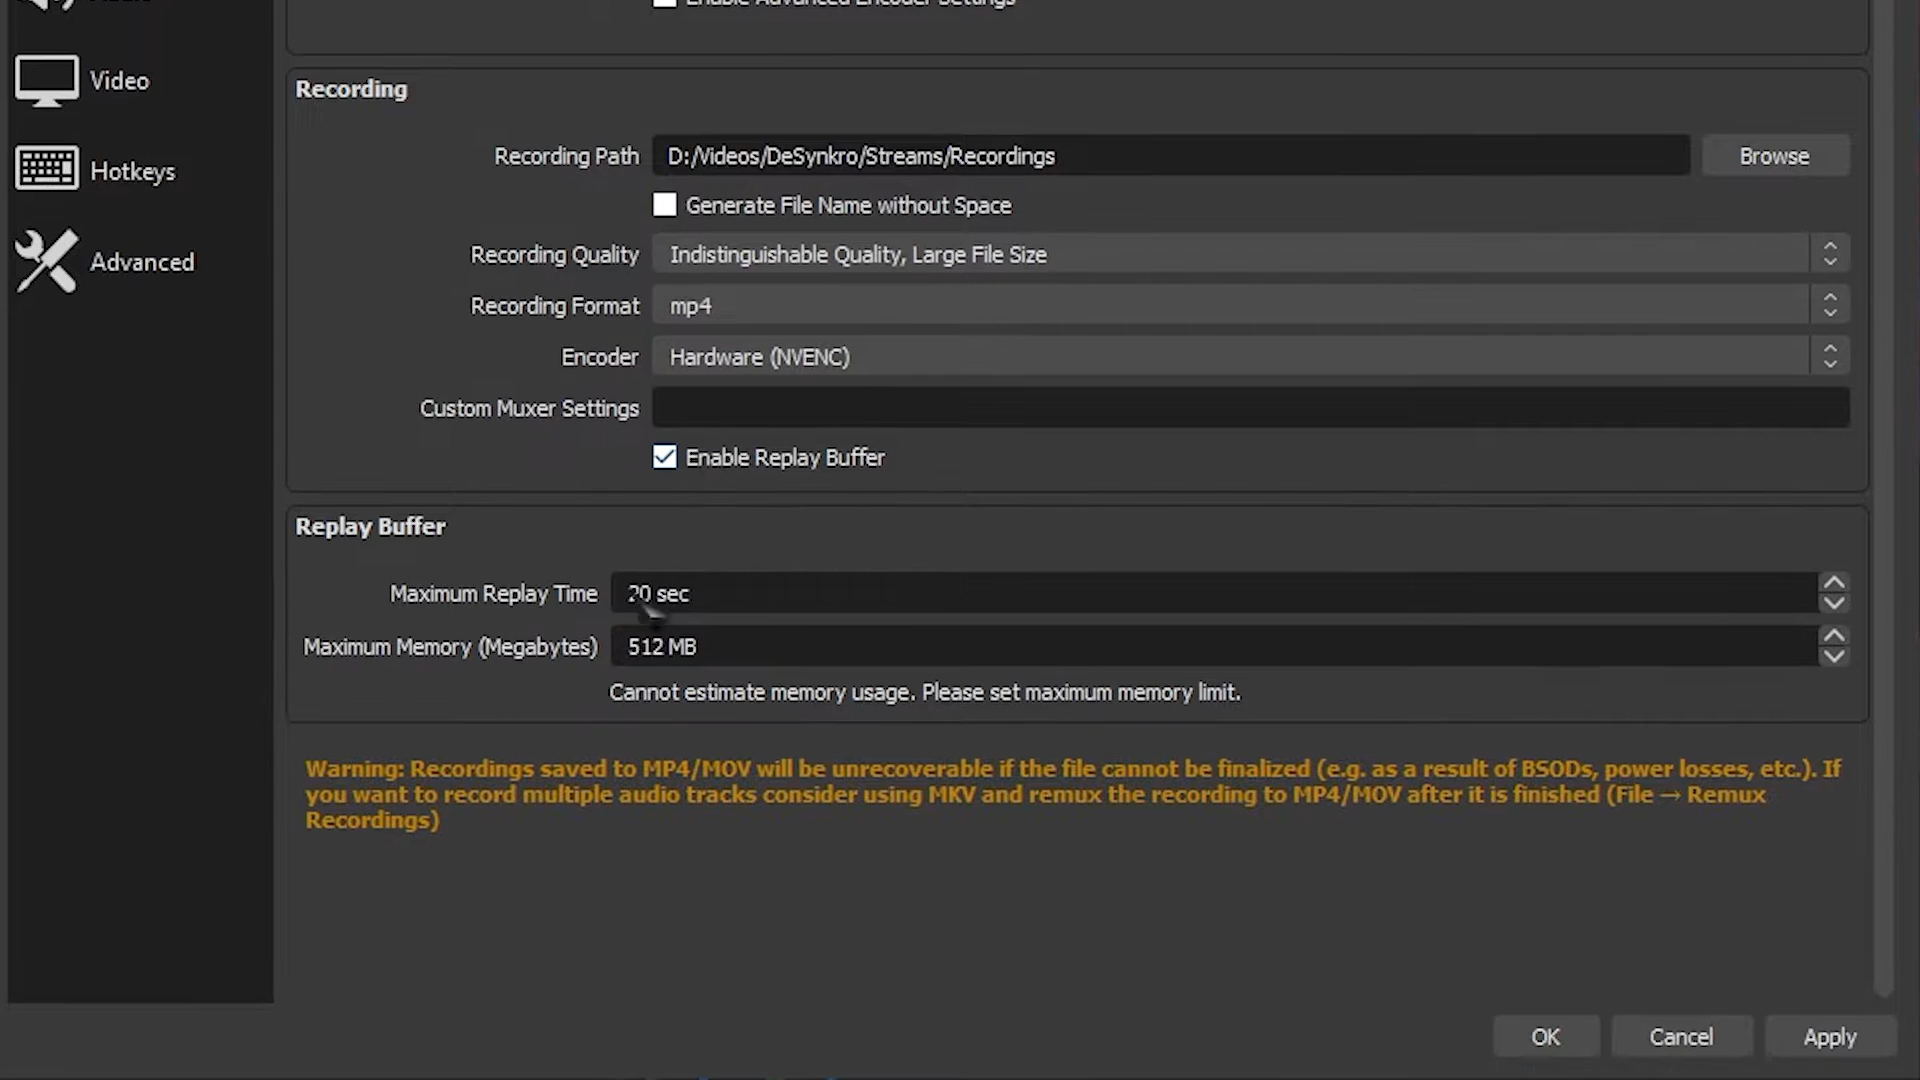 Enable Advanced Encoder Settings
Video
Hotkeys
Advanced
Recording
Recording Path
D:/Videos/DeSynkro/Streams/Recordings
Browse
Generate File Name without Space
Recording Quality
Indistinguishable Quality, Large File Size
Recording Format
mp4
Encoder
Hardware (NVENC)
Custom Muxer Settings
Enable Replay Buffer
Replay Buffer
Maximum Replay Time
20 sec
Maximum Memory (Megabytes)
512 MB
Cannot estimate memory usage. Please set maximum memory limit.
Warning: Recordings saved to MP4/MOV will be unrecoverable if the file cannot be finalized (e.g. as a result of BSODs, power losses, etc.). If
you want to record multiple audio tracks consider using MKV and remux the recording to MP4/MOV after it is finished (File → Remux
Recordings)
OK
Cancel
Apply